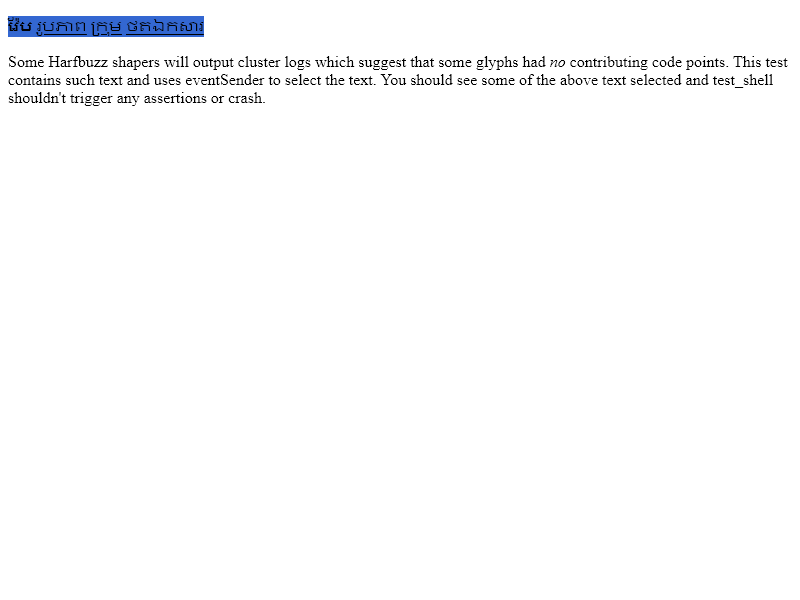 វ៉ែប រូបភាព ក្រុម ថតឯកសារ
Some Harfbuzz shapers will output cluster logs which suggest that some glyphs had no contributing code points. This test
contains such text and uses eventSender to select the text. You should see some of the above text selected and test_shell
shouldn't trigger any assertions or crash.